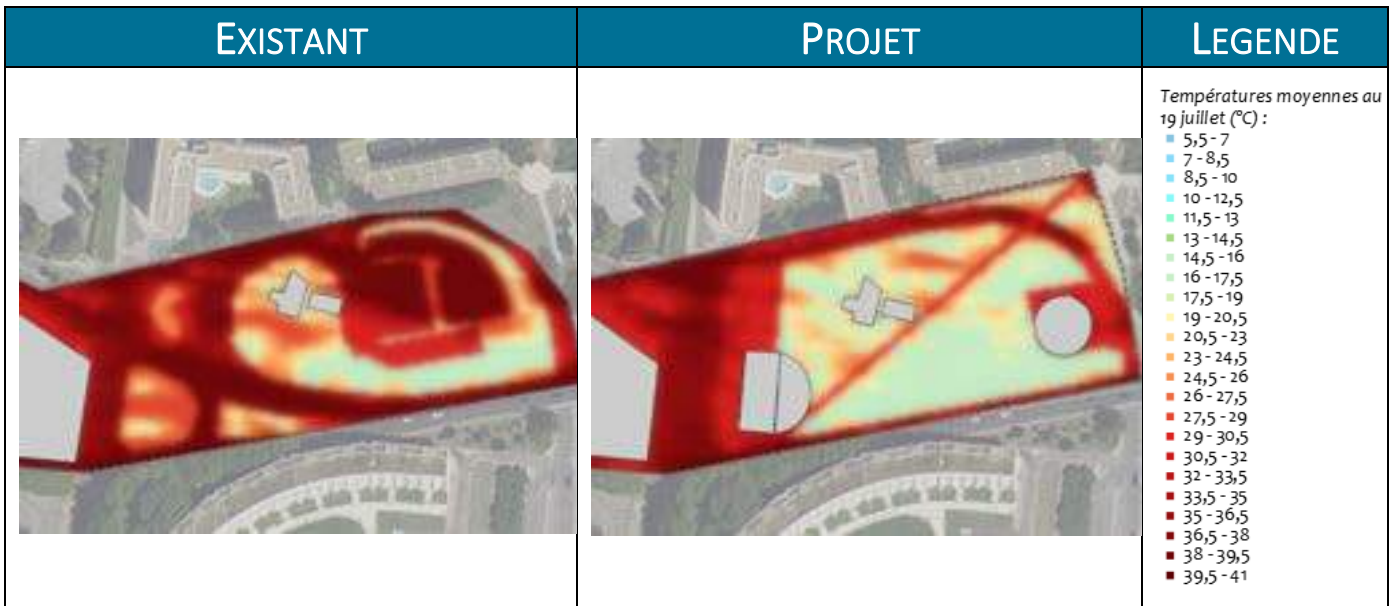 EXISTANT
PROJET
LEGENDE
Températures moyennes au
19 juillet (°C) :
5,5 - 7
7 - 8,5
8,5 - 10
10 - 12,5
11,5 - 13
13 - 14,5
14,5 - 16
16 - 17,5
17,5 - 19
19 - 20,5
20,5 - 23
23 - 24,5
24,5 - 26
26 - 27,5
27,5 - 29
29 - 30,5
30,5 - 32
32 - 33,5
33,5 - 35
35 - 36,5
36,5 - 38
38 - 39,5
39,5 - 41